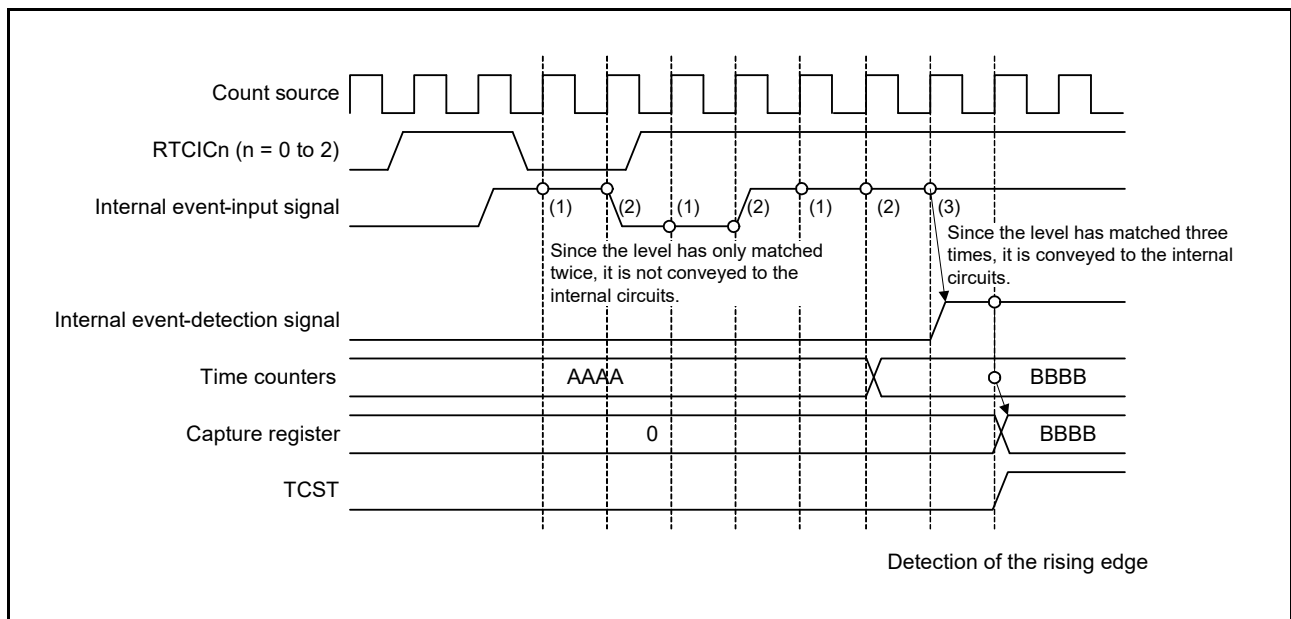 Count source
RTCICn (n = 0 to 2)
Internal event-input signal
(1) (2) (1) (2) (1) (2) (3)
Since the level has only matched
twice, it is not conveyed to the
internal circuits.
Since the level has matched three
times, it is conveyed to the internal
circuits.
Internal event-detection signal
Time counters
AAAA
BBBB
Capture register
0
BBBB
TCST
Detection of the rising edge